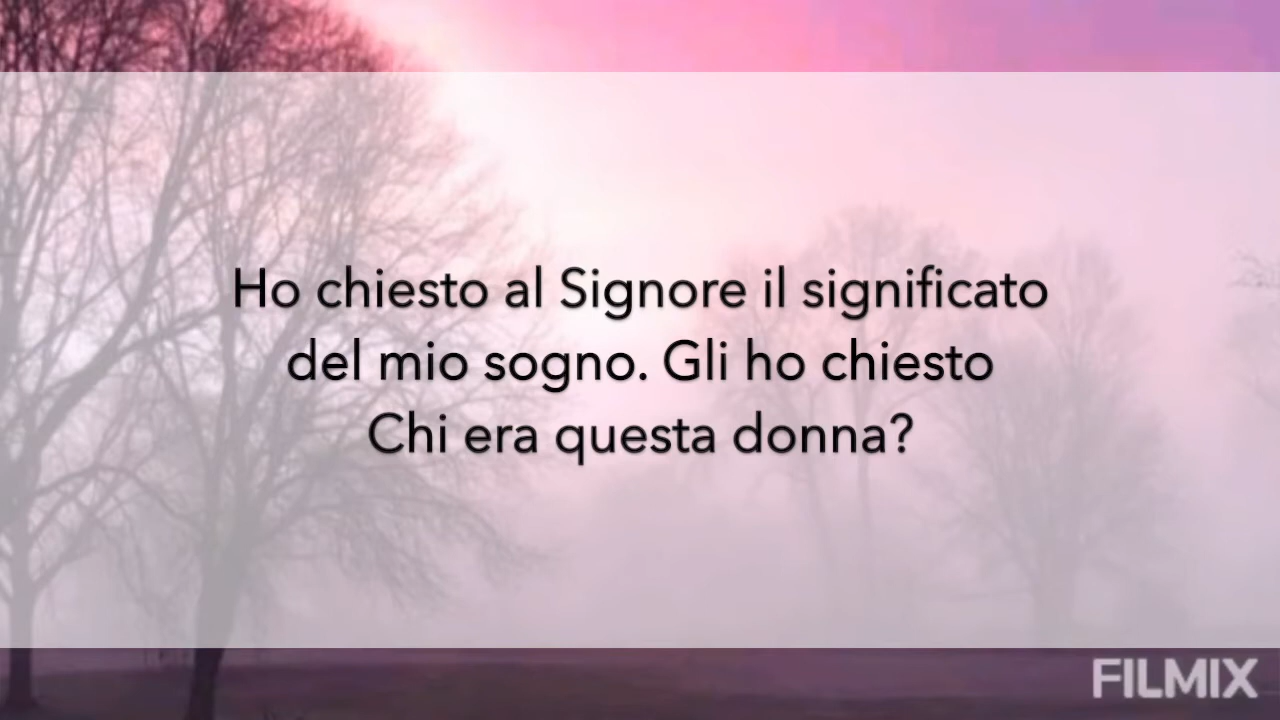 Ho chiesto al Signore il significato
del mio sogno. Gli ho chiesto
Chi era questa donna?
FILMIX